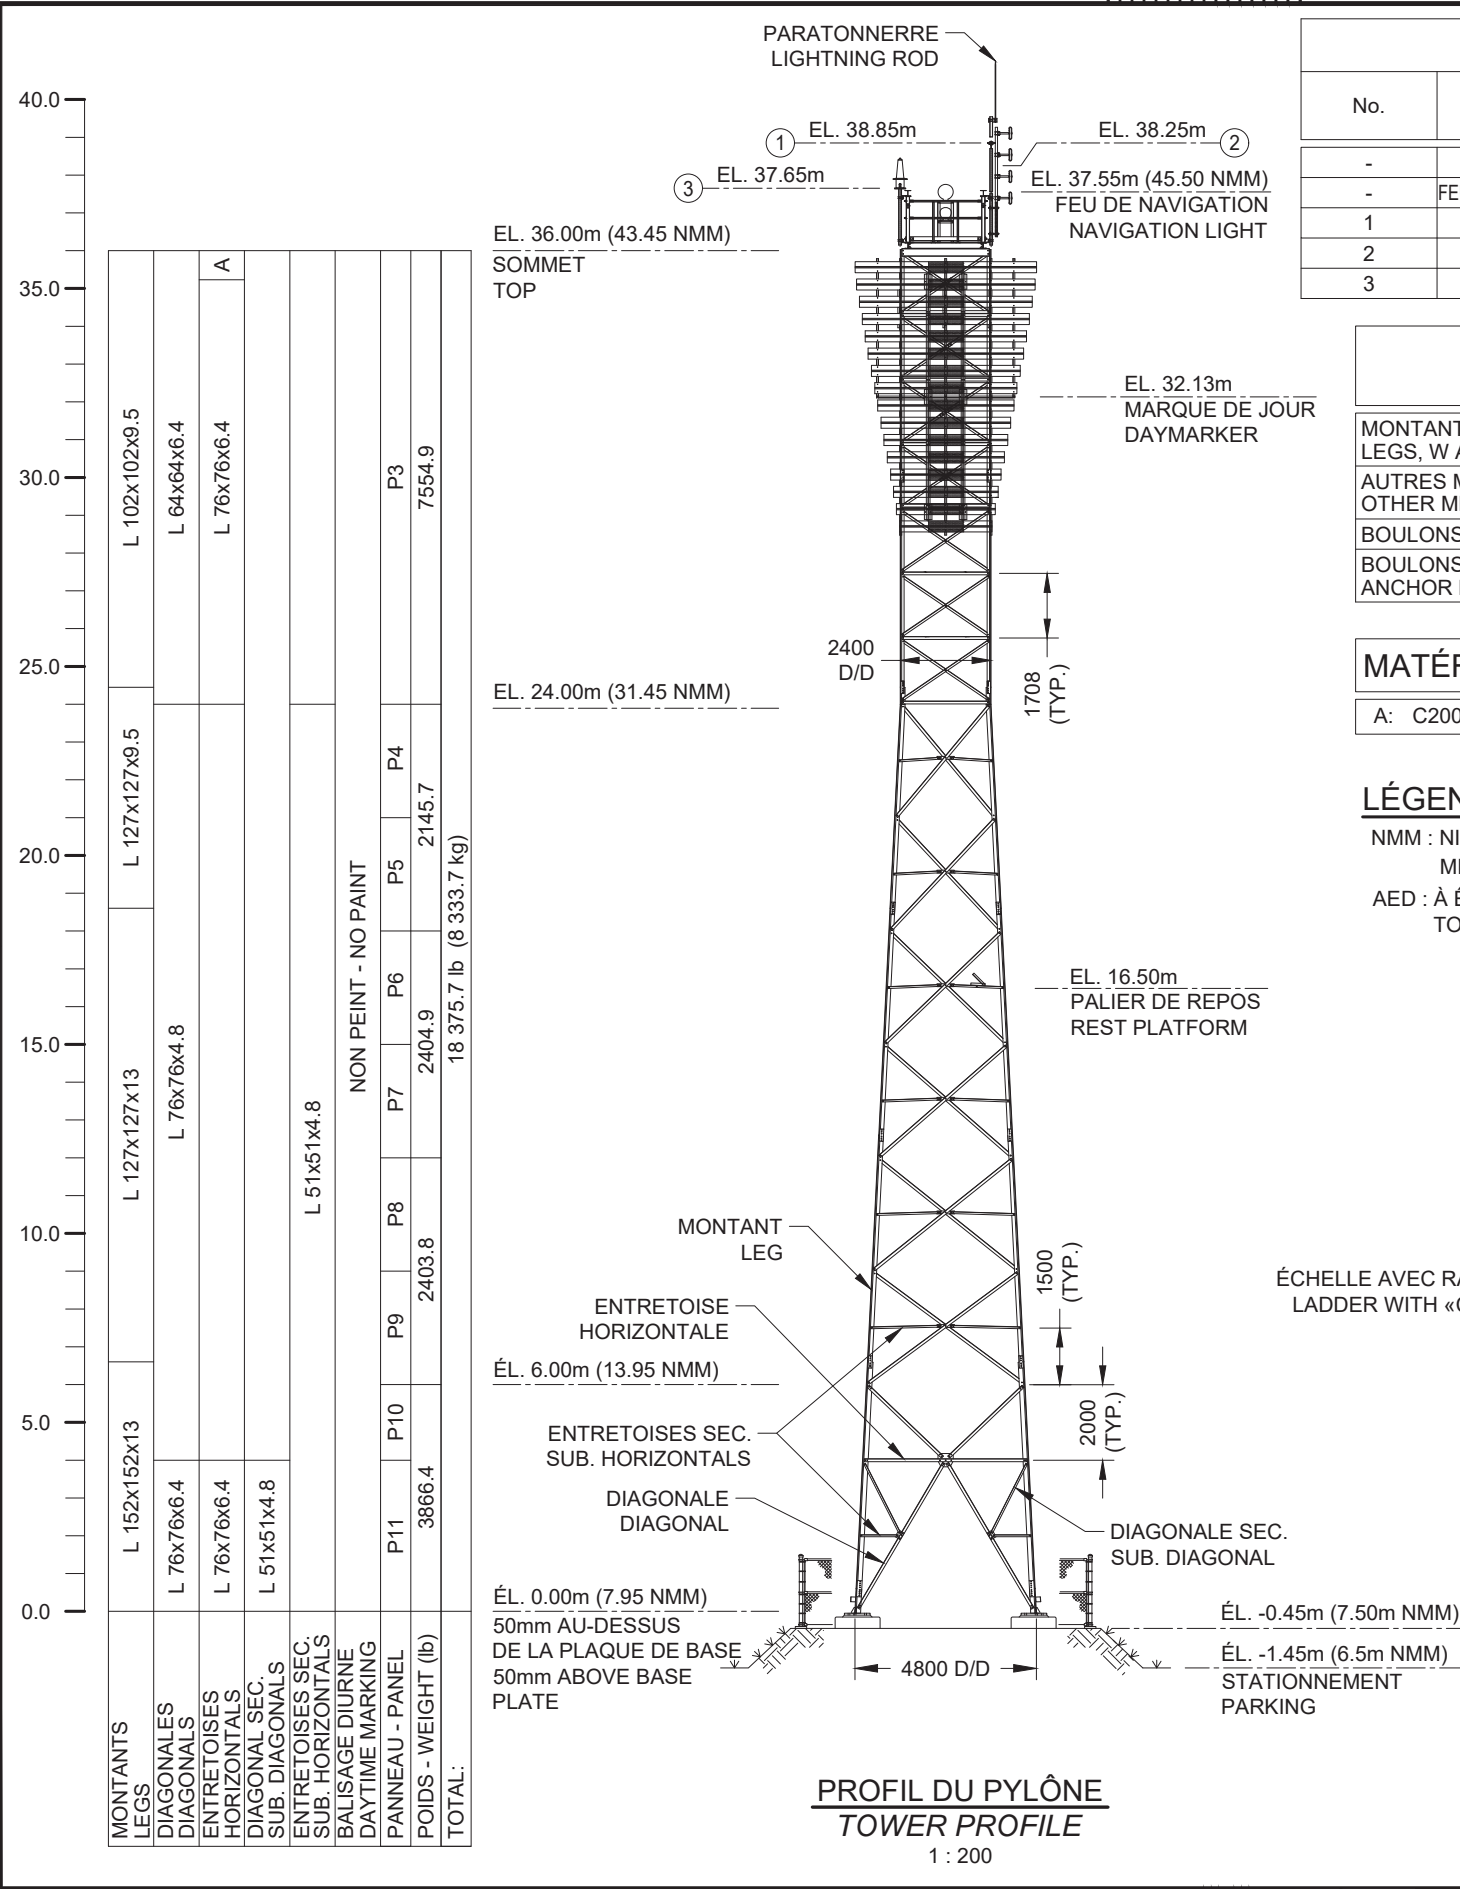 PARATONNERRE
LIGHTNING ROD
1 EL. 38.85m
EL. 38.25m 2
3 EL. 37.65m
EL. 37.55m (45.50 NMM)
FEU DE NAVIGATION
NAVIGATION LIGHT
EL. 36.00m (43.45 NMM)
SOMMET
TOP
EL. 32.13m
MARQUE DE JOUR
DAYMARKER
2400
D/D
1708
(TYP.)
EL. 24.00m (31.45 NMM)
EL. 16.50m
PALIER DE REPOS
REST PLATFORM
MONTANT
LEG
1500
(TYP.)
ENTRETOISE
HORIZONTALE
ÉL. 6.00m (13.95 NMM)
2000
(TYP.)
ENTRETOISES SEC.
SUB. HORIZONTALS
DIAGONALE
DIAGONAL
DIAGONALE SEC.
SUB. DIAGONAL
ÉL. 0.00m (7.95 NMM)
50mm AU-DESSUS
DE LA PLAQUE DE BASE
50mm ABOVE BASE
PLATE
4800 D/D
ÉL. -0.45m (7.50m NMM)
ÉL. -1.45m (6.5m NMM)
STATIONNEMENT
PARKING
PROFIL DU PYLÔNE
TOWER PROFILE
1 : 200
40.0
35.0
30.0
25.0
20.0
15.0
10.0
5.0
0.0
MONTANTS
LEGS
L 152x152x13
L 127x127x13
L 127x127x9.5
L 102x102x9.5
DIAGONALES
DIAGONALS
L 76x76x6.4
L 76x76x4.8
L 64x64x6.4
ENTRETOISES
HORIZONTALS
L 76x76x6.4
L 76x76x6.4
A
DIAGONAL SEC.
SUB. DIAGONALS
L 51x51x4.8
ENTRETOISES SEC.
SUB. HORIZONTALS
L 51x51x4.8
BALISAGE DIURNE
DAYTIME MARKING
NON PEINT - NO PAINT
PANNEAU - PANEL
P11
P10
P9
P8
P7
P6
P5
P4
P3
POIDS - WEIGHT (lb)
3866.4
2403.8
2404.9
2145.7
7554.9
TOTAL:
18 375.7 lb (8 333.7 kg)
No.
-
- FE
1
2
3
MONTANT
LEGS, W A
AUTRES M
OTHER ME
BOULONS
BOULONS
ANCHOR
MATÉR
A: C200
LÉGEN
NMM : NI
AED : À É
TO
ÉCHELLE AVEC RA
LADDER WITH «